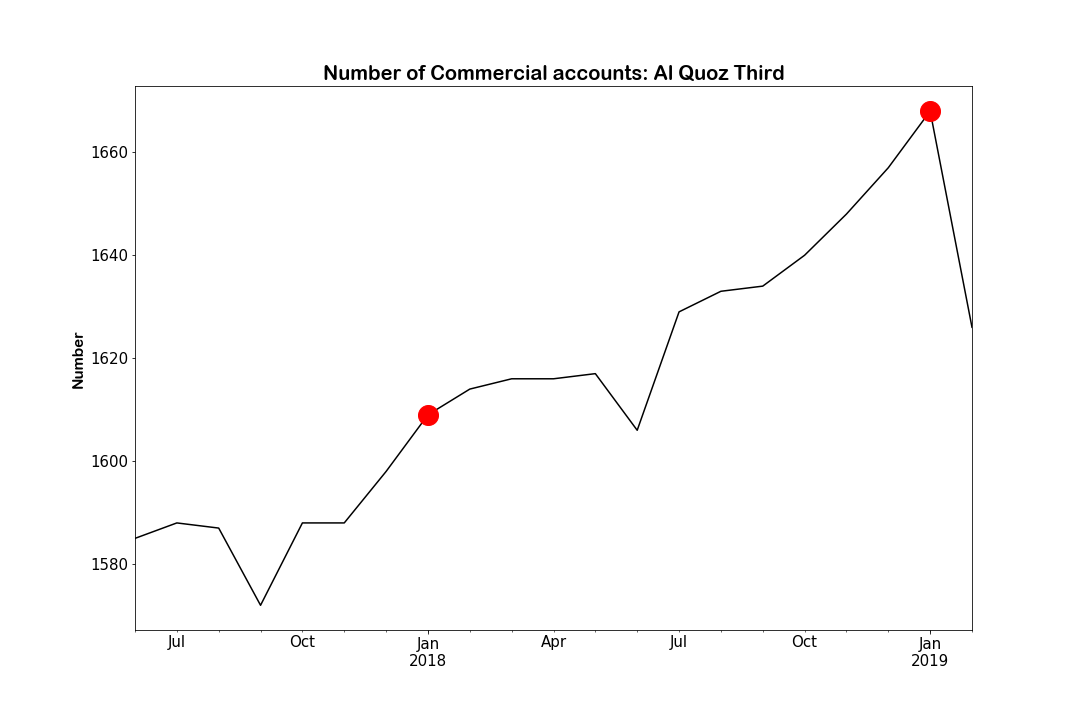 Number of Commercial accounts: Al Quoz Third
Number
1660
1640
1620
1600
1580
Jul
Oct
Jan
2018
Apr
Jul
Oct
Jan
2019